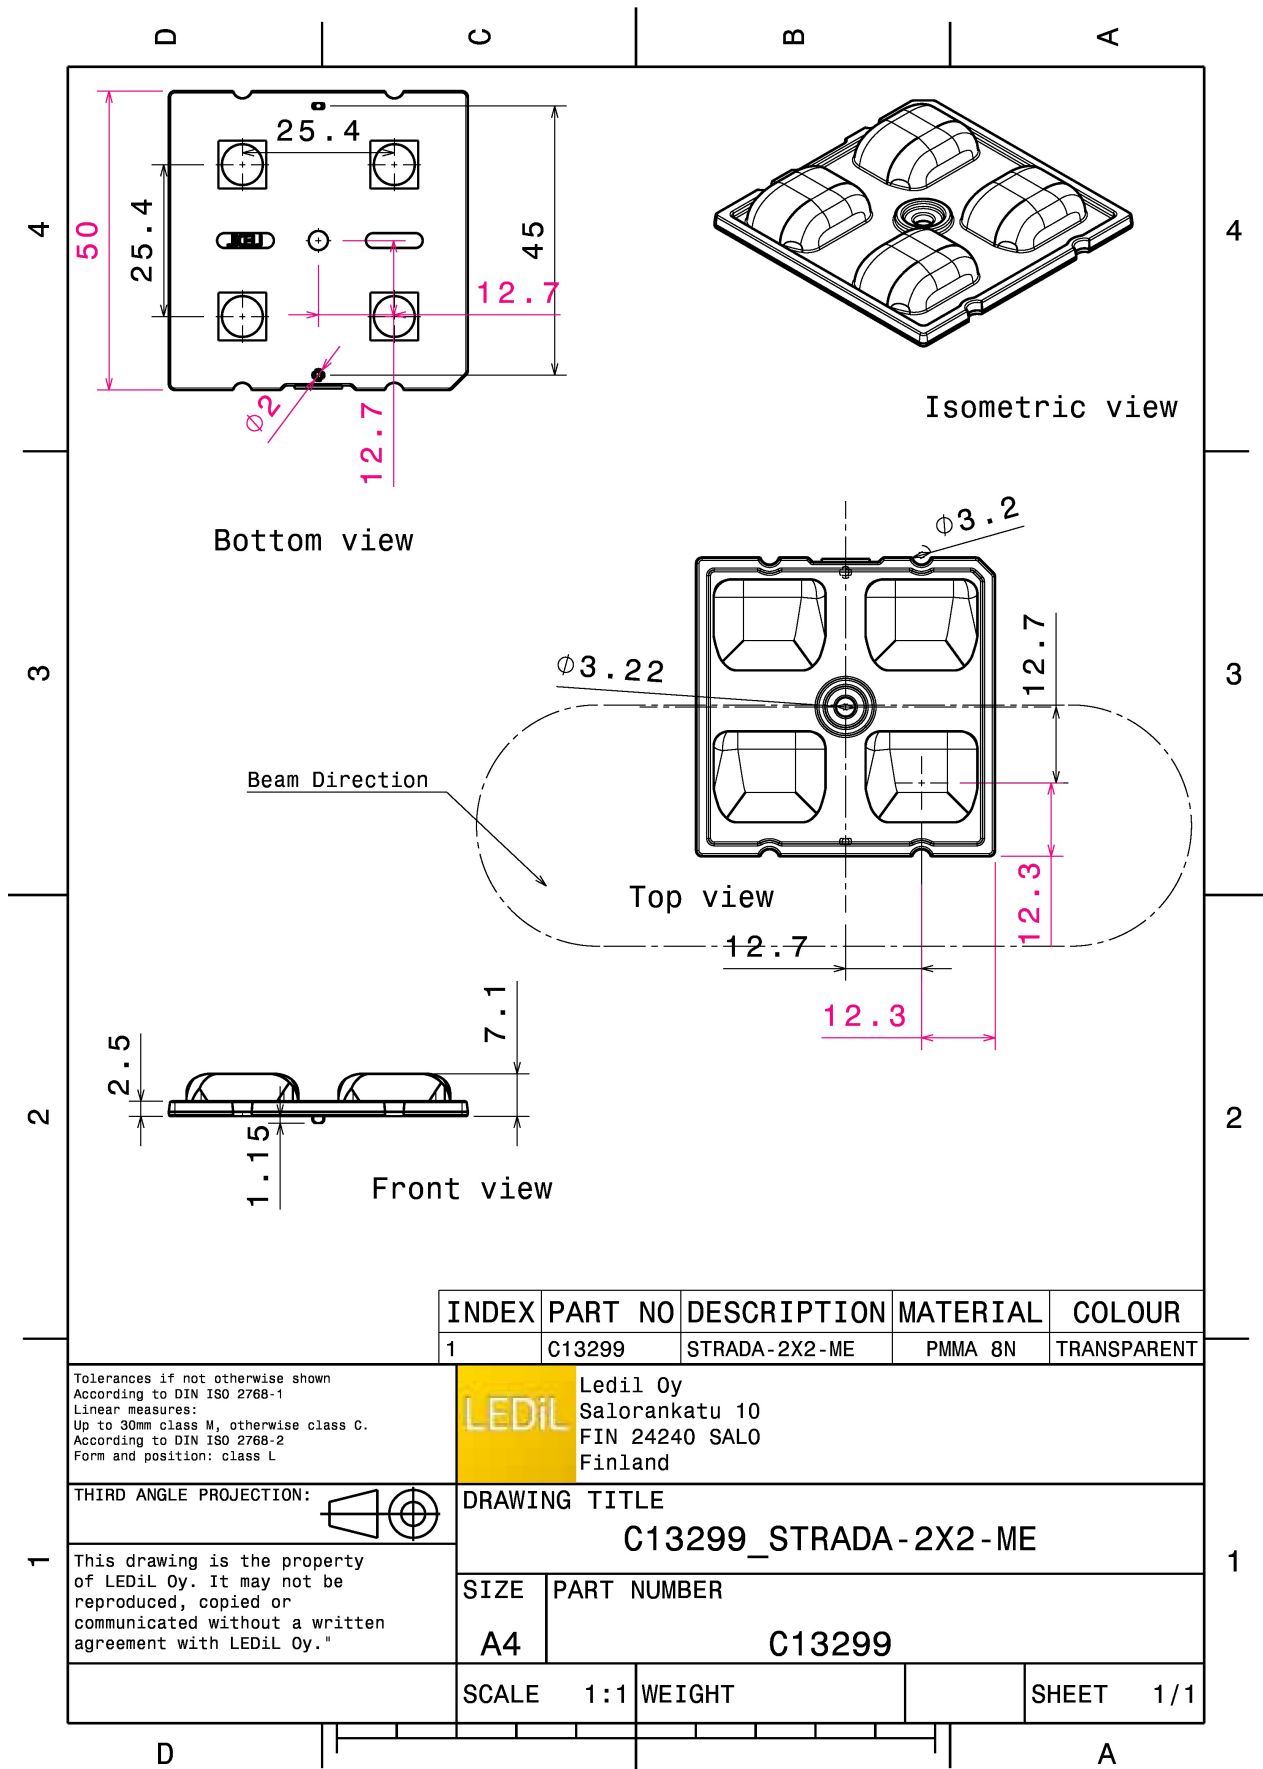 D C B A
4
25.4
50
25.4
45
12.7
Ø2
12.7
4
Isometric view
Bottom view
3
Ø3.2
12.7
Ø3.22
3
Beam Direction
Top view
12.3
12.7
12.3
2
2.5
7.1
1.15
2
Front view
INDEX PART NO DESCRIPTION MATERIAL COLOUR
1 C13299 STRADA-2X2-ME PMMA 8N TRANSPARENT
Tolerances if not otherwise shown
According to DIN ISO 2768-1
Linear measures:
Up to 30mm class M, otherwise class C.
According to DIN ISO 2768-2
Form and position: class L
LEDiL
Ledil Oy
Salorankatu 10
FIN 24240 SALO
Finland
THIRD ANGLE PROJECTION:
DRAWING TITLE
C13299_STRADA-2X2-ME
1
This drawing is the property
of LEDiL Oy. It may not be
reproduced, copied or
communicated without a written
agreement with LEDiL Oy."
SIZE
A4
PART NUMBER
C13299
1
SCALE 1:1 WEIGHT SHEET 1/1
D A